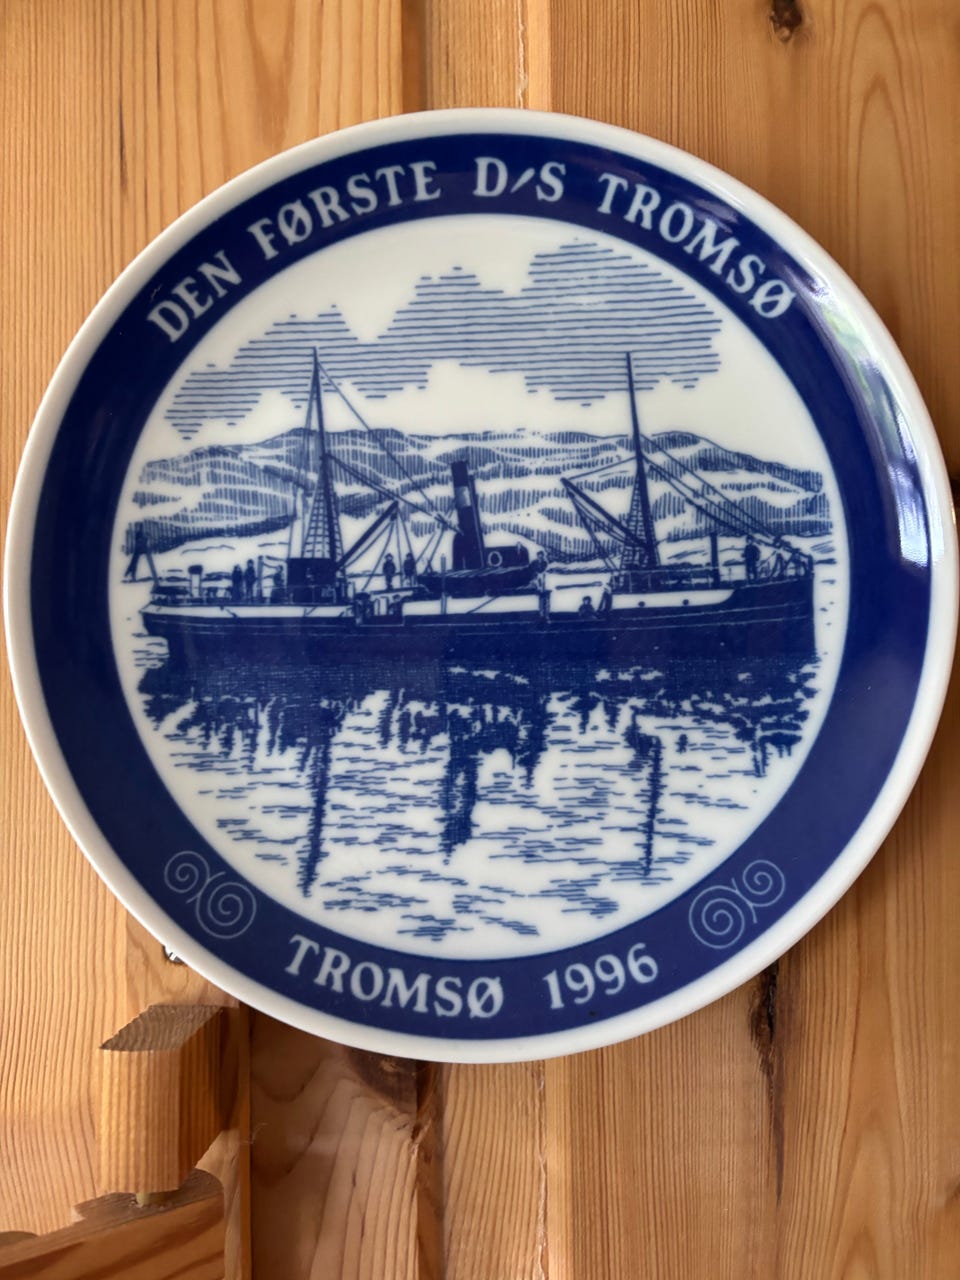 DEN FØRSTE D/S TROMSØ
TROMSØ 1996